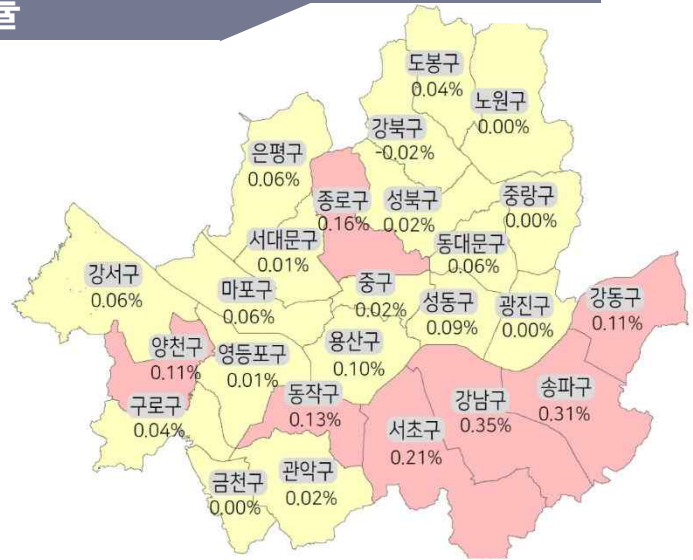 도봉구
0.04%
노원구
0.00%
강북구
-0.02%
은평구
0.06%
종로구
0.16%
성북구
0.02%
중랑구
0.00%
서대문구
0.01%
동대문구
0.06%
강서구
0.06%
마포구
0.06%
중구
0.02%
성동구
0.09%
광진구
0.00%
강동구
0.11%
양천구
0.11%
영등포구
0.01%
용산구
0.10%
구로구
0.04%
동작구
0.13%
서초구
0.21%
강남구
0.35%
송파구
0.31%
금천구
0.00%
관악구
0.02%